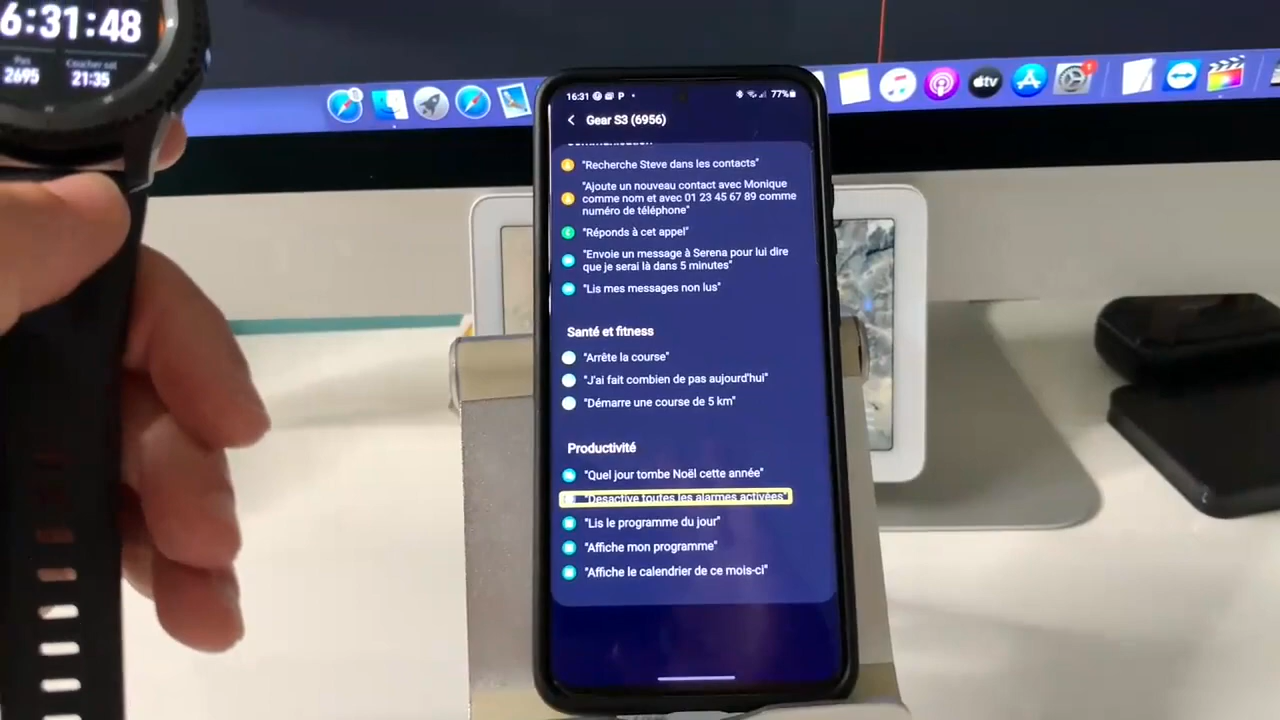 6:31:48
Pas
2695
Coucher sol
21:35
16:31
P
77%
Gear S3 (6956)
"Recherche Steve dans les contacts"
"Ajoute un nouveau contact avec Monique
comme nom et avec 01 23 45 67 89 comme
numéro de téléphone"
"Réponds à cet appel"
"Envoie un message à Serena pour lui dire
que je serai là dans 5 minutes"
"Lis mes messages non lus"
Santé et fitness
"Arrête la course"
"J'ai fait combien de pas aujourd'hui"
"Démarre une course de 5 km"
Productivité
"Quel jour tombe Noël cette année"
"Désactive toutes les alarmes activées"
"Lis le programme du jour"
"Affiche mon programme"
"Affiche le calendrier de ce mois-ci"
tv